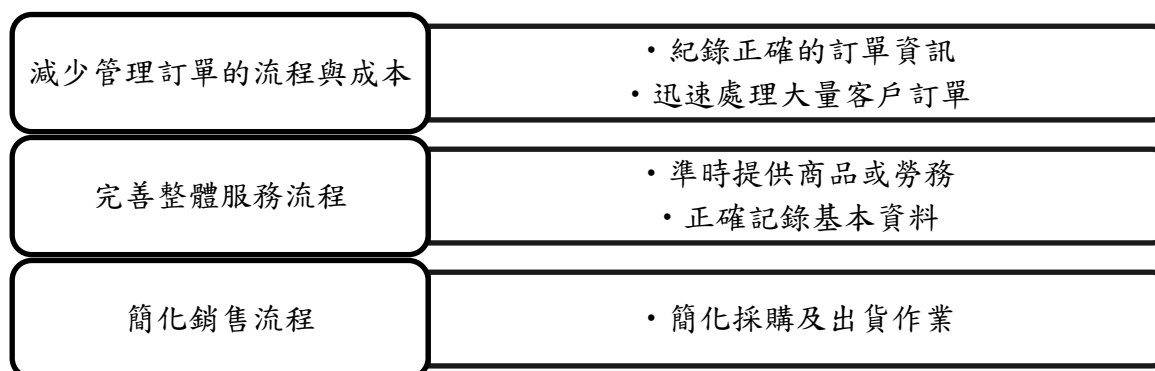 減少管理訂單的流程與成本
・紀錄正確的訂單資訊
・迅速處理大量客戶訂單
完善整體服務流程
・準時提供商品或勞務
・正確記錄基本資料
簡化銷售流程
・簡化採購及出貨作業